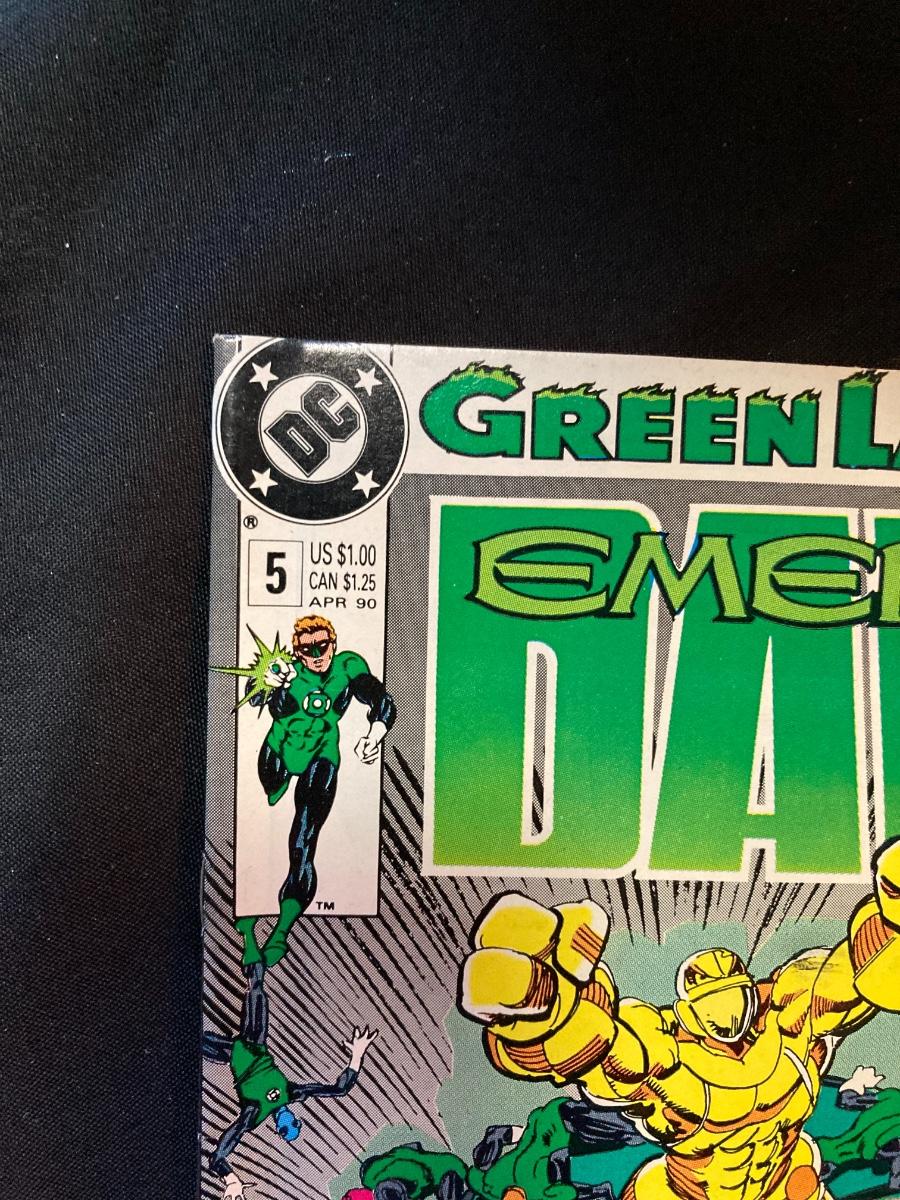 DC
GREEN LA
®
EME
DA
5
US $1.00
CAN $1.25
APR 90
TM